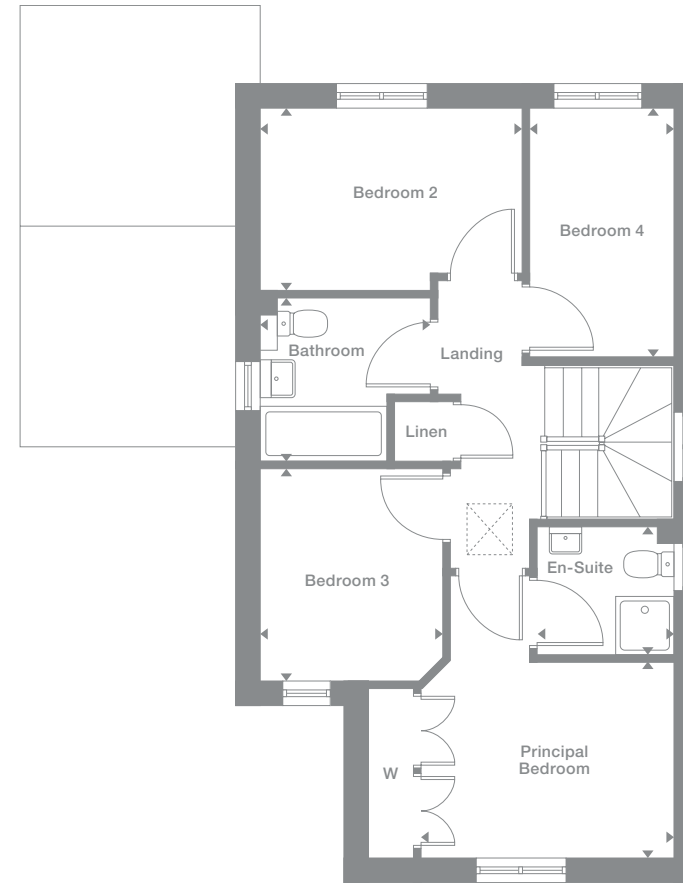 Bedroom 2
Bedroom 4
Bathroom
Landing
Linen
En-Suite
Bedroom 3
Principal
Bedroom
W